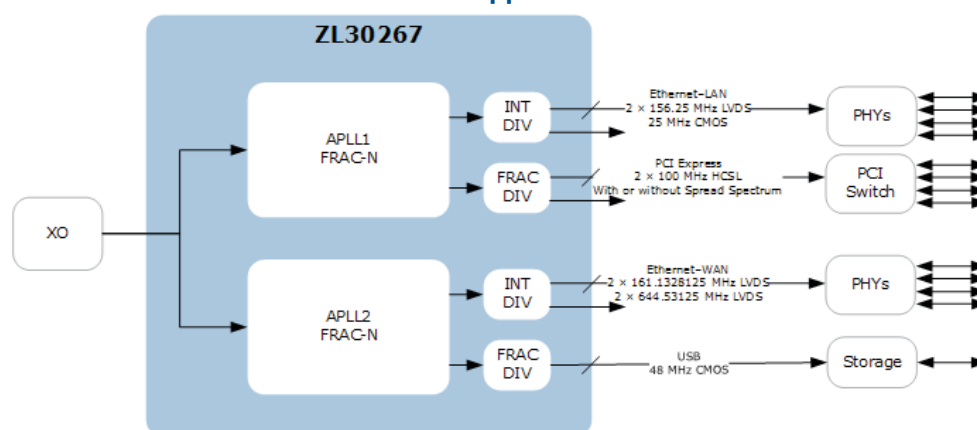 ZL30267
XO
APLL1
FRAC-N
INT
DIV
Ethernet–LAN
2 × 156.25 MHz LVDS
25 MHz CMOS
PHYs
FRAC
DIV
PCI Express
2 × 100 MHz HCSL
With or without Spread Spectrum
PCI
Switch
APLL2
FRAC-N
INT
DIV
Ethernet–WAN
2 × 161.1328125 MHz LVDS
2 × 644.53125 MHz LVDS
PHYs
FRAC
DIV
USB
48 MHz CMOS
Storage